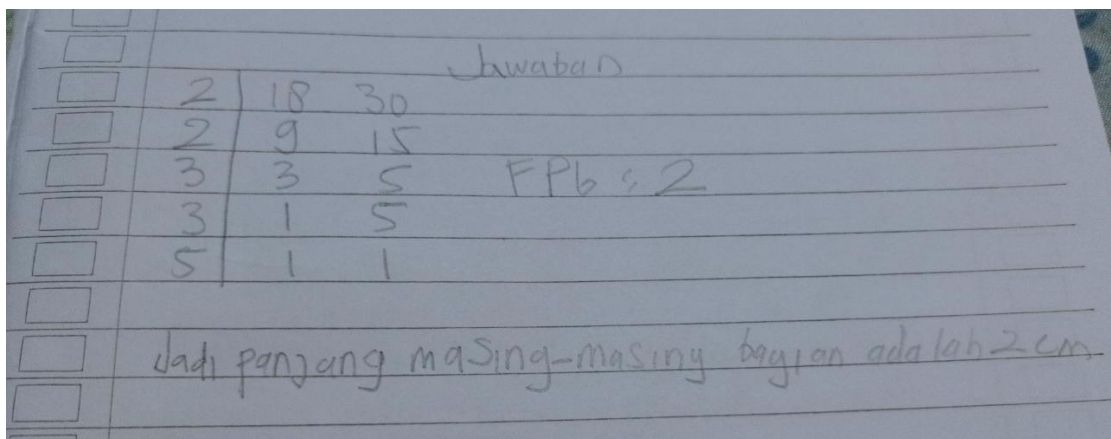 Jawaban
2 | 18 30
2 | 9 15
3 | 3 5 FPb : 2
3 | 1 5
5 | 1 1
Jadi panjang masing-masing bagian adalah 2 cm